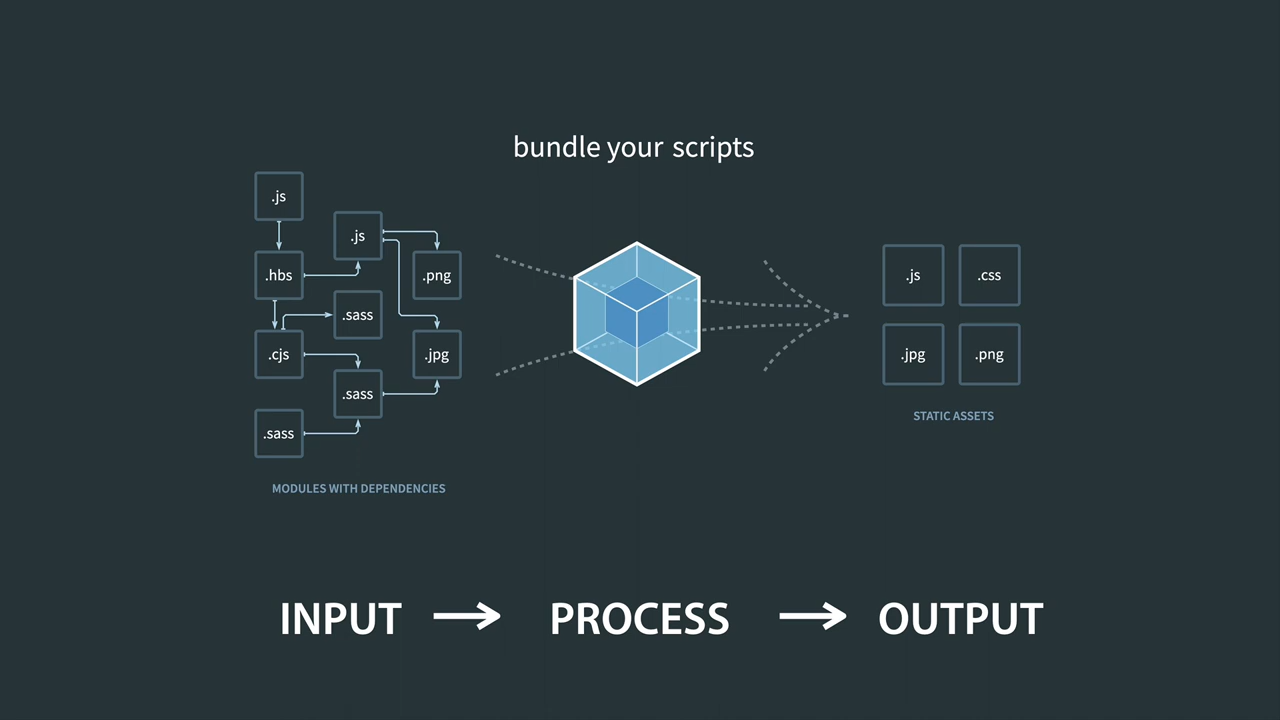 bundle your scripts
.js
.js
.hbs
.png
.sass
.cjs
.jpg
.sass
.sass
MODULES WITH DEPENDENCIES
.js .css
.jpg .png
STATIC ASSETS
INPUT PROCESS OUTPUT